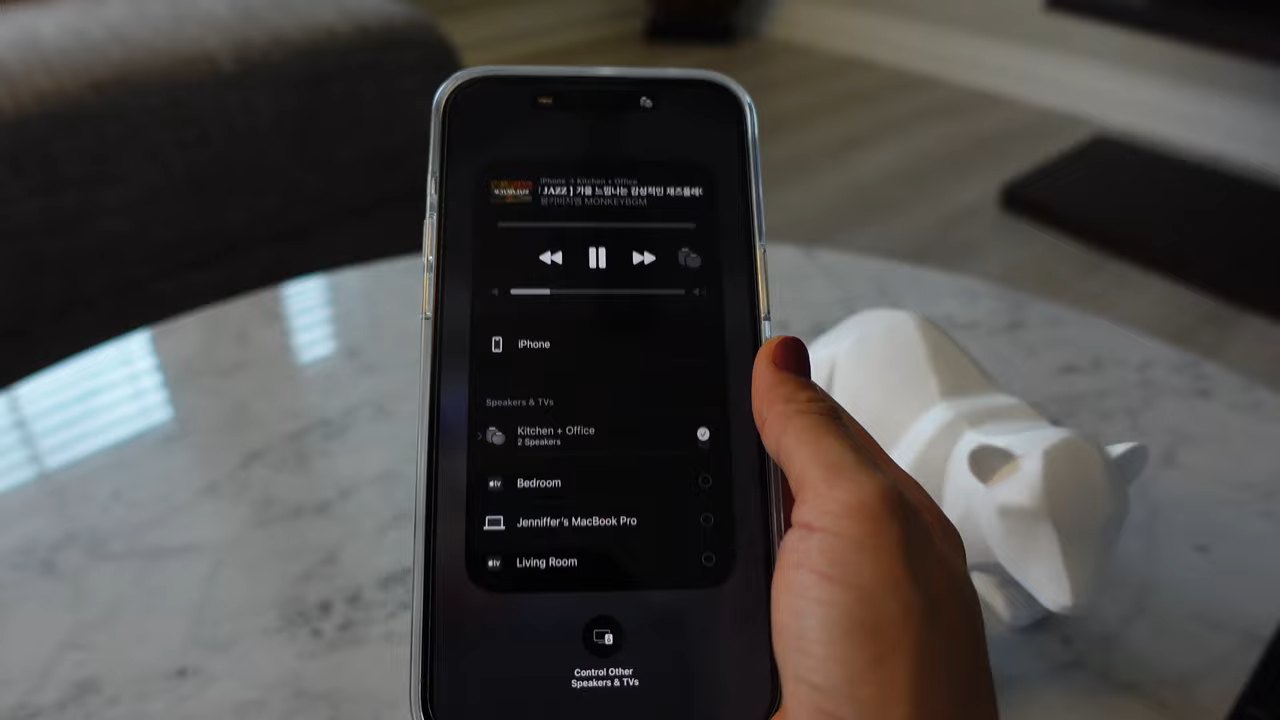 iPhone → Kitchen + Office
[ JAZZ ] 가을 느낌나는 감성적인 재즈플레
몽키비지엠 MONKEYBGM
iPhone
Speakers & TVs
Kitchen + Office
2 Speakers
Bedroom
Jenniffer's MacBook Pro
Living Room
Control Other
Speakers & TVs